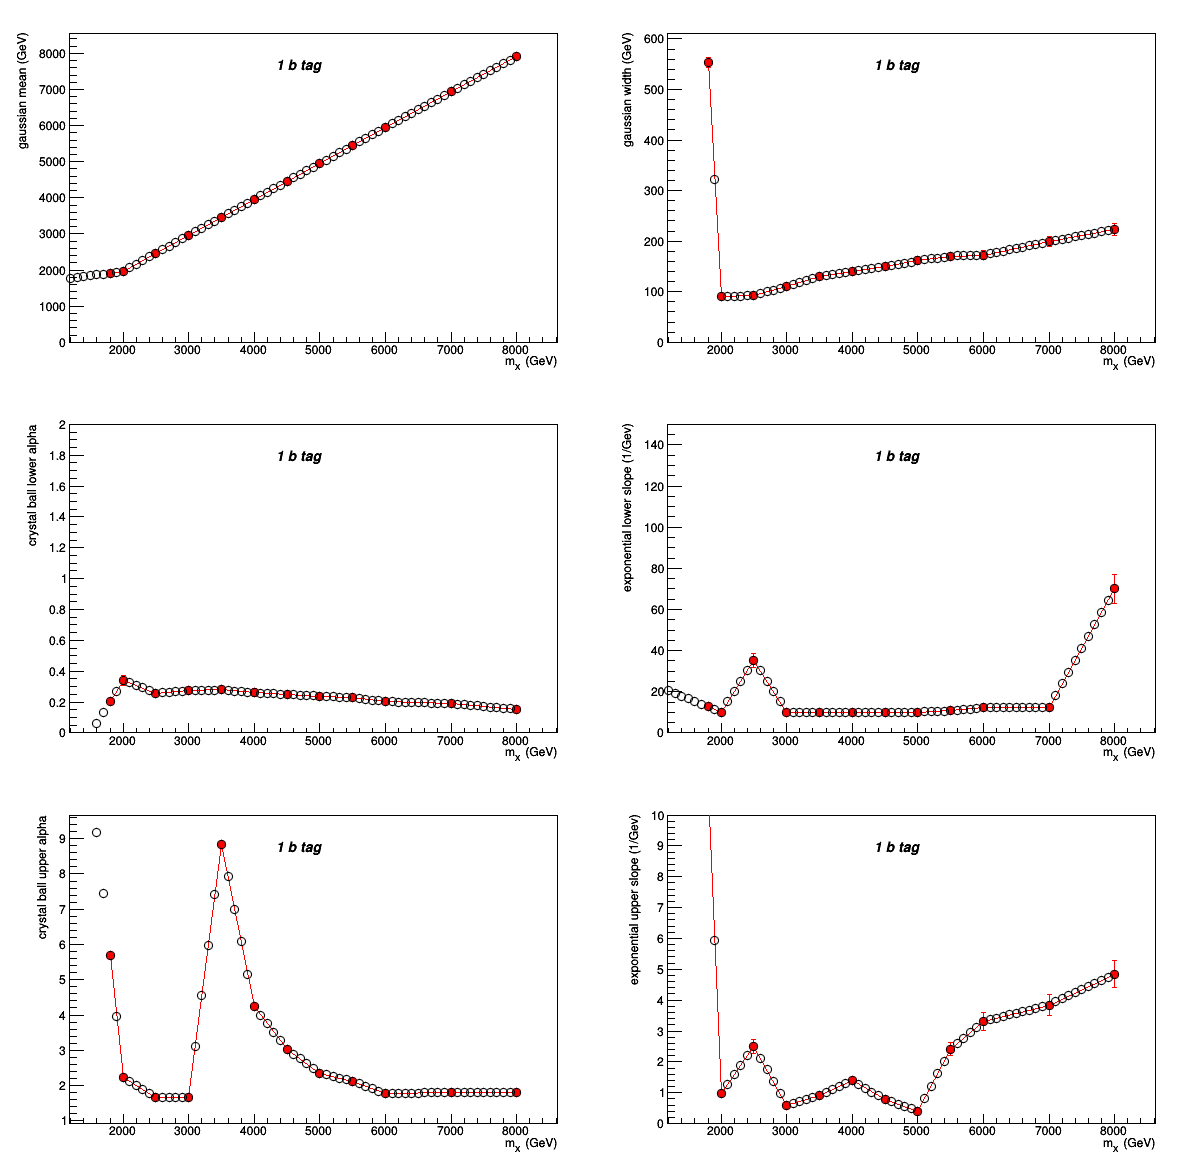 gaussian mean (GeV)
1 b tag
8000
7000
6000
5000
4000
3000
2000
1000
0
2000 3000 4000 5000 6000 7000 8000
m_x (GeV)
gaussian width (GeV)
1 b tag
600
500
400
300
200
100
0
2000 3000 4000 5000 6000 7000 8000
m_x (GeV)
crystal ball lower alpha
1 b tag
2
1.8
1.6
1.4
1.2
1
0.8
0.6
0.4
0.2
0
2000 3000 4000 5000 6000 7000 8000
m_x (GeV)
exponential lower slope (1/Gev)
1 b tag
140
120
100
80
60
40
20
0
2000 3000 4000 5000 6000 7000 8000
m_x (GeV)
crystal ball upper alpha
1 b tag
9
8
7
6
5
4
3
2
1
2000 3000 4000 5000 6000 7000 8000
m_x (GeV)
exponential upper slope (1/Gev)
1 b tag
10
9
8
7
6
5
4
3
2
1
0
2000 3000 4000 5000 6000 7000 8000
m_x (GeV)